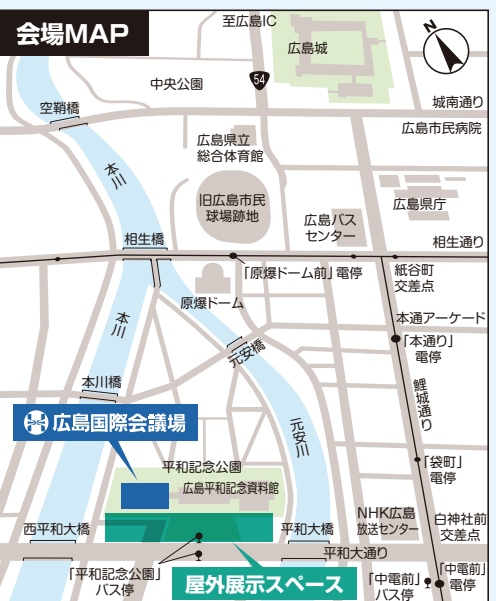 会場MAP
至広島IC
N
広島城
54
中央公園
空鞘橋
城南通り
広島市民病院
広島県立
総合体育館
本川
旧広島市民
球場跡地
広島県庁
広島バス
センター
相生橋
相生通り
「原爆ドーム前」電停
紙谷町
交差点
原爆ドーム
本川
本通アーケード
「本通り」
電停
元安橋
本川橋
鯉城通り
広島国際会議場
元安川
平和記念公園
「袋町」
電停
広島平和記念資料館
NHK広島
放送センター
白神社前
交差点
西平和大橋
平和大橋
平和大通り
「平和記念公園」
バス停
屋外展示スペース
「中電前」
バス停
「中電前」
電停